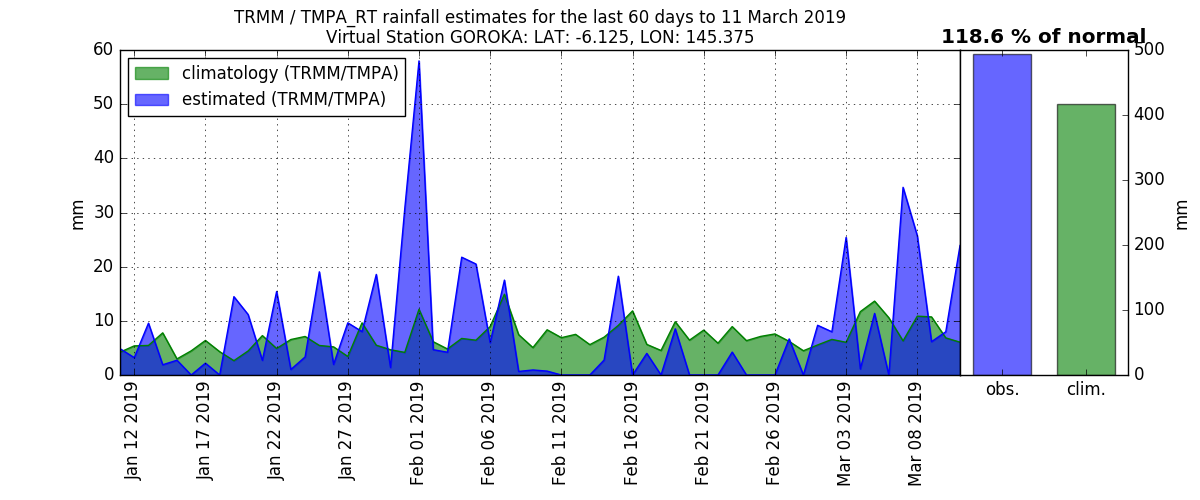 TRMM / TMPA_RT rainfall estimates for the last 60 days to 11 March 2019
Virtual Station GOROKA: LAT: -6.125, LON: 145.375
118.6 % of normal
climatology (TRMM/TMPA)
estimated (TRMM/TMPA)
60
50
40
30
20
10
0
mm
500
400
300
200
100
0
mm
Jan 12 2019
Jan 17 2019
Jan 22 2019
Jan 27 2019
Feb 01 2019
Feb 06 2019
Feb 11 2019
Feb 16 2019
Feb 21 2019
Feb 26 2019
Mar 03 2019
Mar 08 2019
obs.
clim.